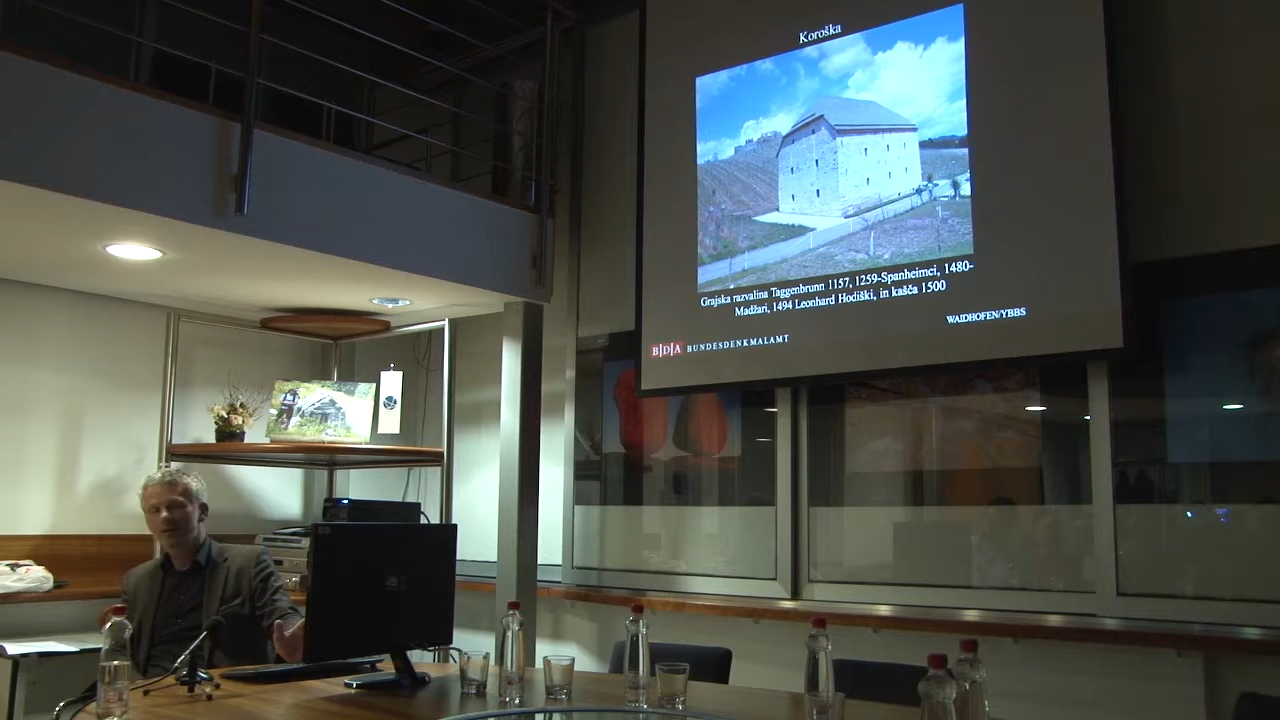 Koroška
Grajska razvalina Taggenbrunn 1157, 1259-Spanheimci, 1480-
Madžari, 1494 Leonhard Hodiški, in kašča 1500
WAIDHOFEN/YBBS
B|D|A BUNDESDENKMALAMT